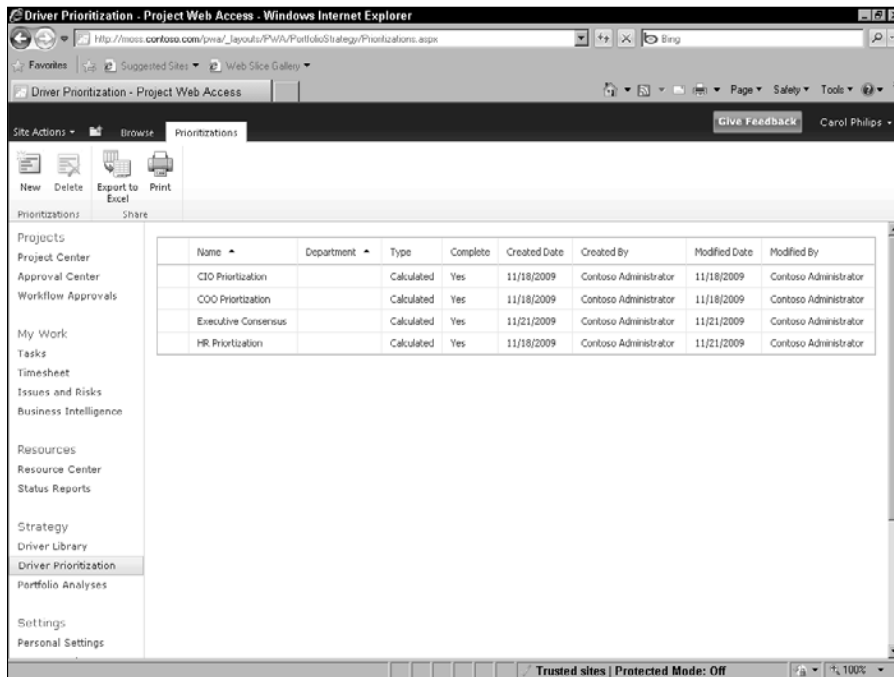 Driver Prioritization - Project Web Access - Windows Internet Explorer
http://moss.contoso.com/pwa/_layouts/PWA/PortfolioStrategy/Prioritizations.aspx
Bing
Favorites Suggested Sites Web Slice Gallery
Driver Prioritization - Project Web Access
Page Safety Tools
Give Feedback Carol Philips
Site Actions Browse Prioritizations
New Delete Export to Excel Print
Prioritizations Share
Projects
Project Center
Approval Center
Workflow Approvals
My Work
Tasks
Timesheet
Issues and Risks
Business Intelligence
Resources
Resource Center
Status Reports
Strategy
Driver Library
Driver Prioritization
Portfolio Analyses
Settings
Personal Settings
Name Department Type Complete Created Date Created By Modified Date Modified By
CIO Priortization Calculated Yes 11/18/2009 Contoso Administrator 11/18/2009 Contoso Administrator
COO Priortization Calculated Yes 11/18/2009 Contoso Administrator 11/18/2009 Contoso Administrator
Executive Consensus Calculated Yes 11/21/2009 Contoso Administrator 11/21/2009 Contoso Administrator
HR Priortization Calculated Yes 11/18/2009 Contoso Administrator 11/21/2009 Contoso Administrator
Trusted sites | Protected Mode: Off
100%